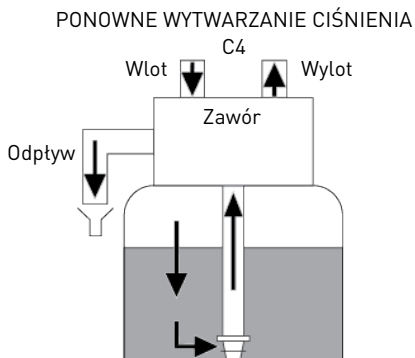 PONOWNE WYTWARZANIE CIŚNIENIA
C4
Wlot Wylot
Zawór
Odpływ